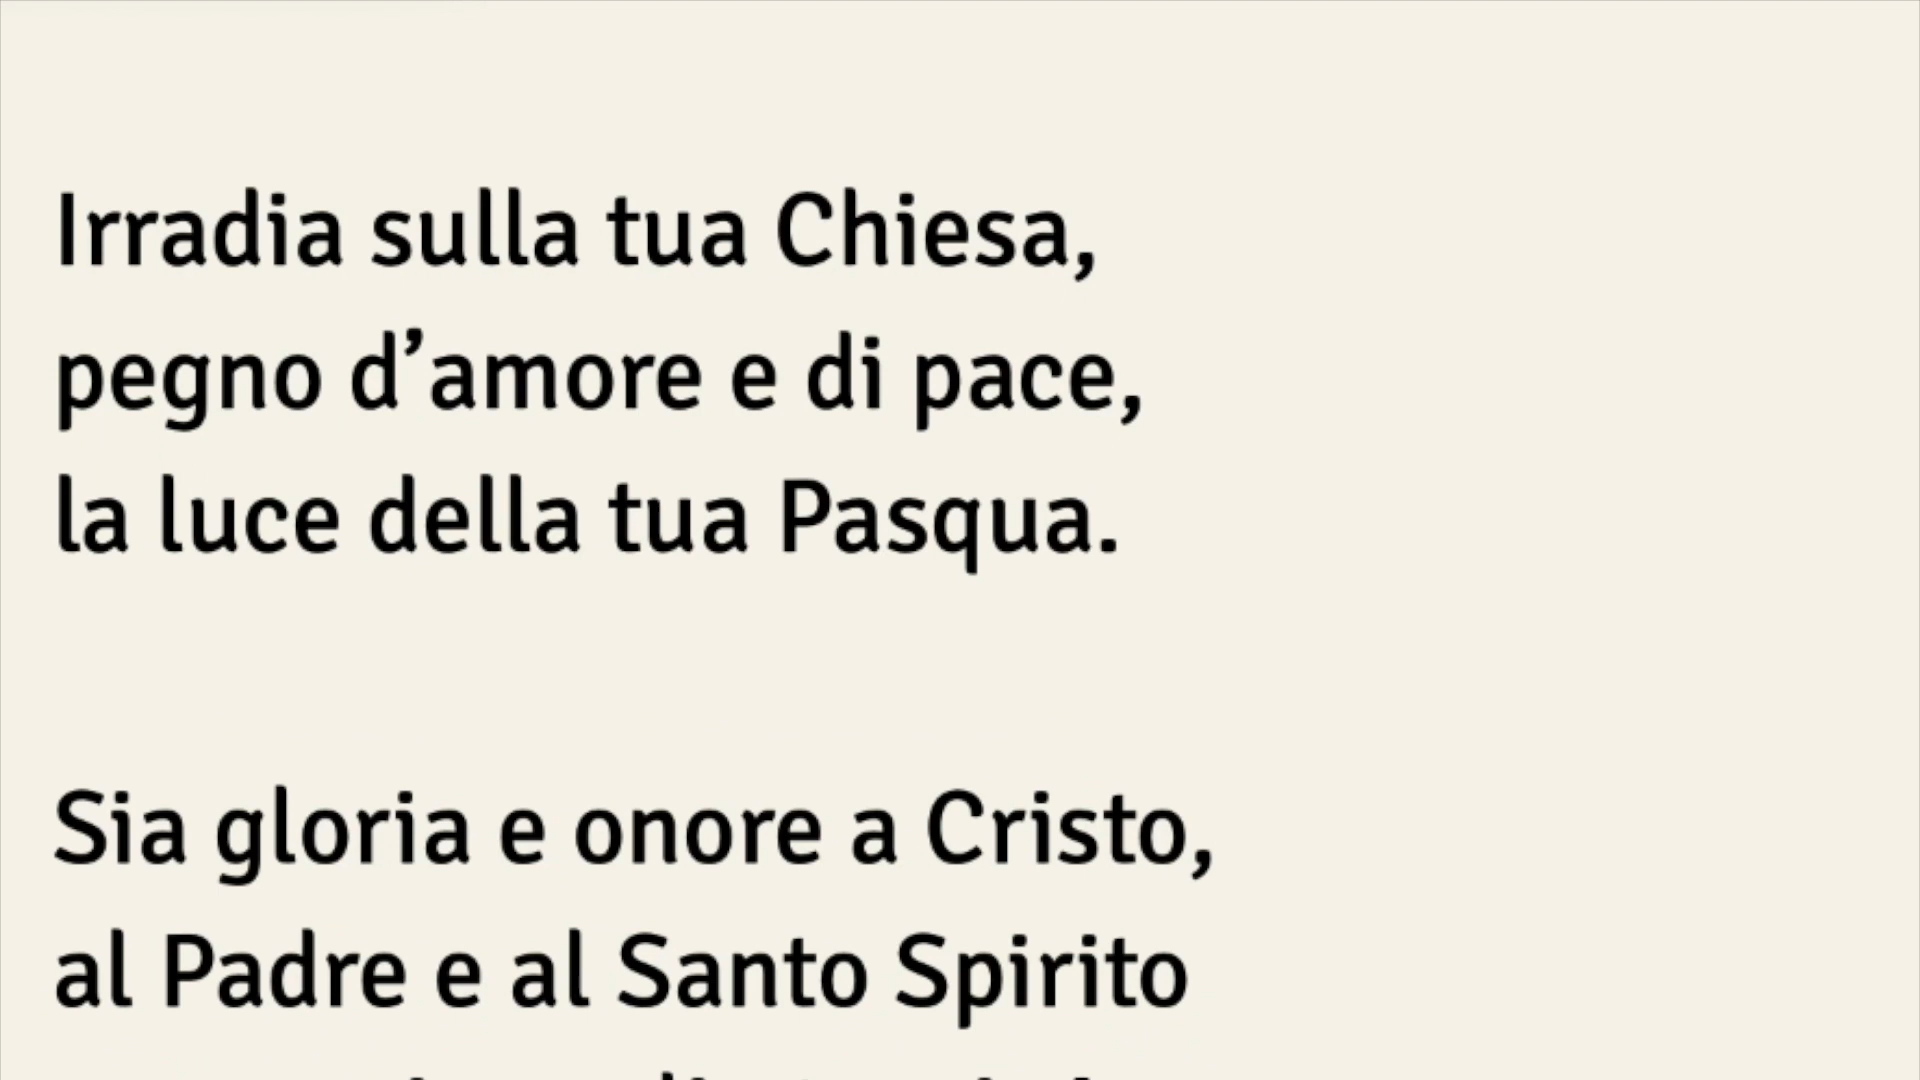 Irradia sulla tua Chiesa,
pegno d’amore e di pace,
la luce della tua Pasqua.
Sia gloria e onore a Cristo,
al Padre e al Santo Spirito